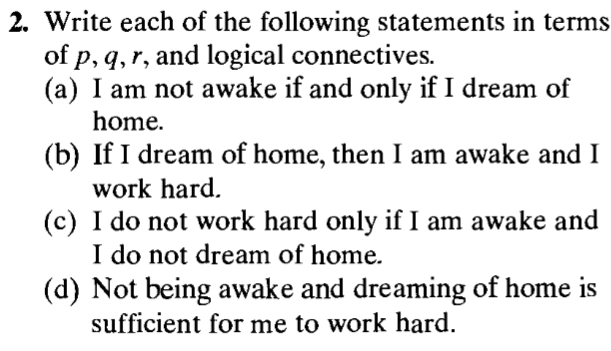 2. Write each of the following statements in terms
of p, q, r, and logical connectives.
(a) I am not awake if and only if I dream of
home.
(b) If I dream of home, then I am awake and I
work hard.
(c) I do not work hard only if I am awake and
I do not dream of home.
(d) Not being awake and dreaming of home is
sufficient for me to work hard.